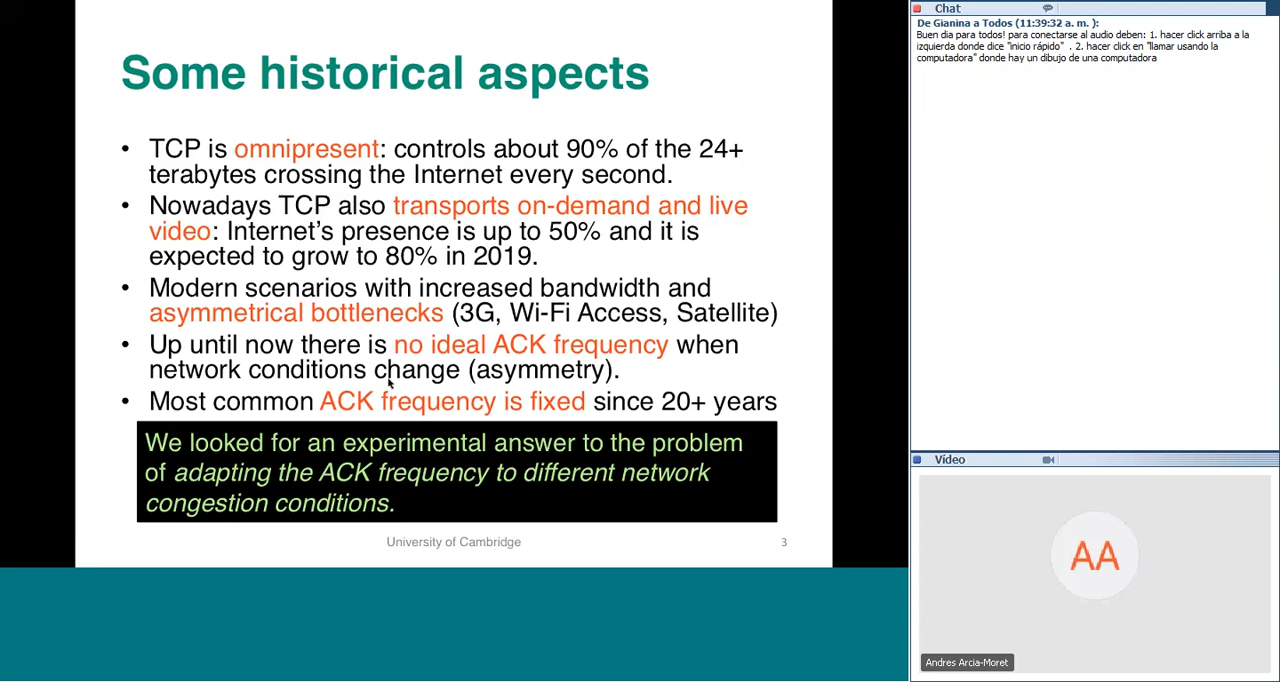 Some historical aspects
• TCP is omnipresent: controls about 90% of the 24+
terabytes crossing the Internet every second.
• Nowadays TCP also transports on-demand and live
video: Internet’s presence is up to 50% and it is
expected to grow to 80% in 2019.
• Modern scenarios with increased bandwidth and
asymmetrical bottlenecks (3G, Wi-Fi Access, Satellite)
• Up until now there is no ideal ACK frequency when
network conditions change (asymmetry).
• Most common ACK frequency is fixed since 20+ years
We looked for an experimental answer to the problem
of adapting the ACK frequency to different network
congestion conditions.
University of Cambridge
3
Chat
De Gianina a Todos (11:39:32 a. m. ):
Buen dia para todos! para conectarse al audio deben: 1. hacer click arriba a la
izquierda donde dice "inicio rápido" . 2. hacer click en "llamar usando la
computadora" donde hay un dibujo de una computadora
Vídeo
AA
Andres Arcia-Moret